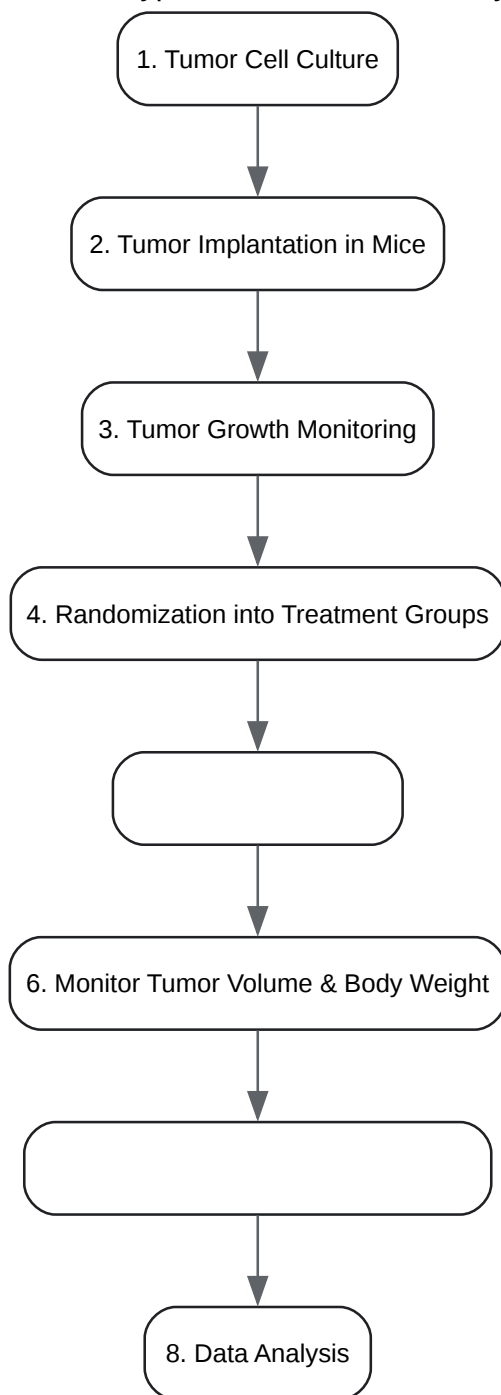 1. Tumor Cell Culture
2. Tumor Implantation in Mice
3. Tumor Growth Monitoring
4. Randomization into Treatment Groups
6. Monitor Tumor Volume & Body Weight
8. Data Analysis